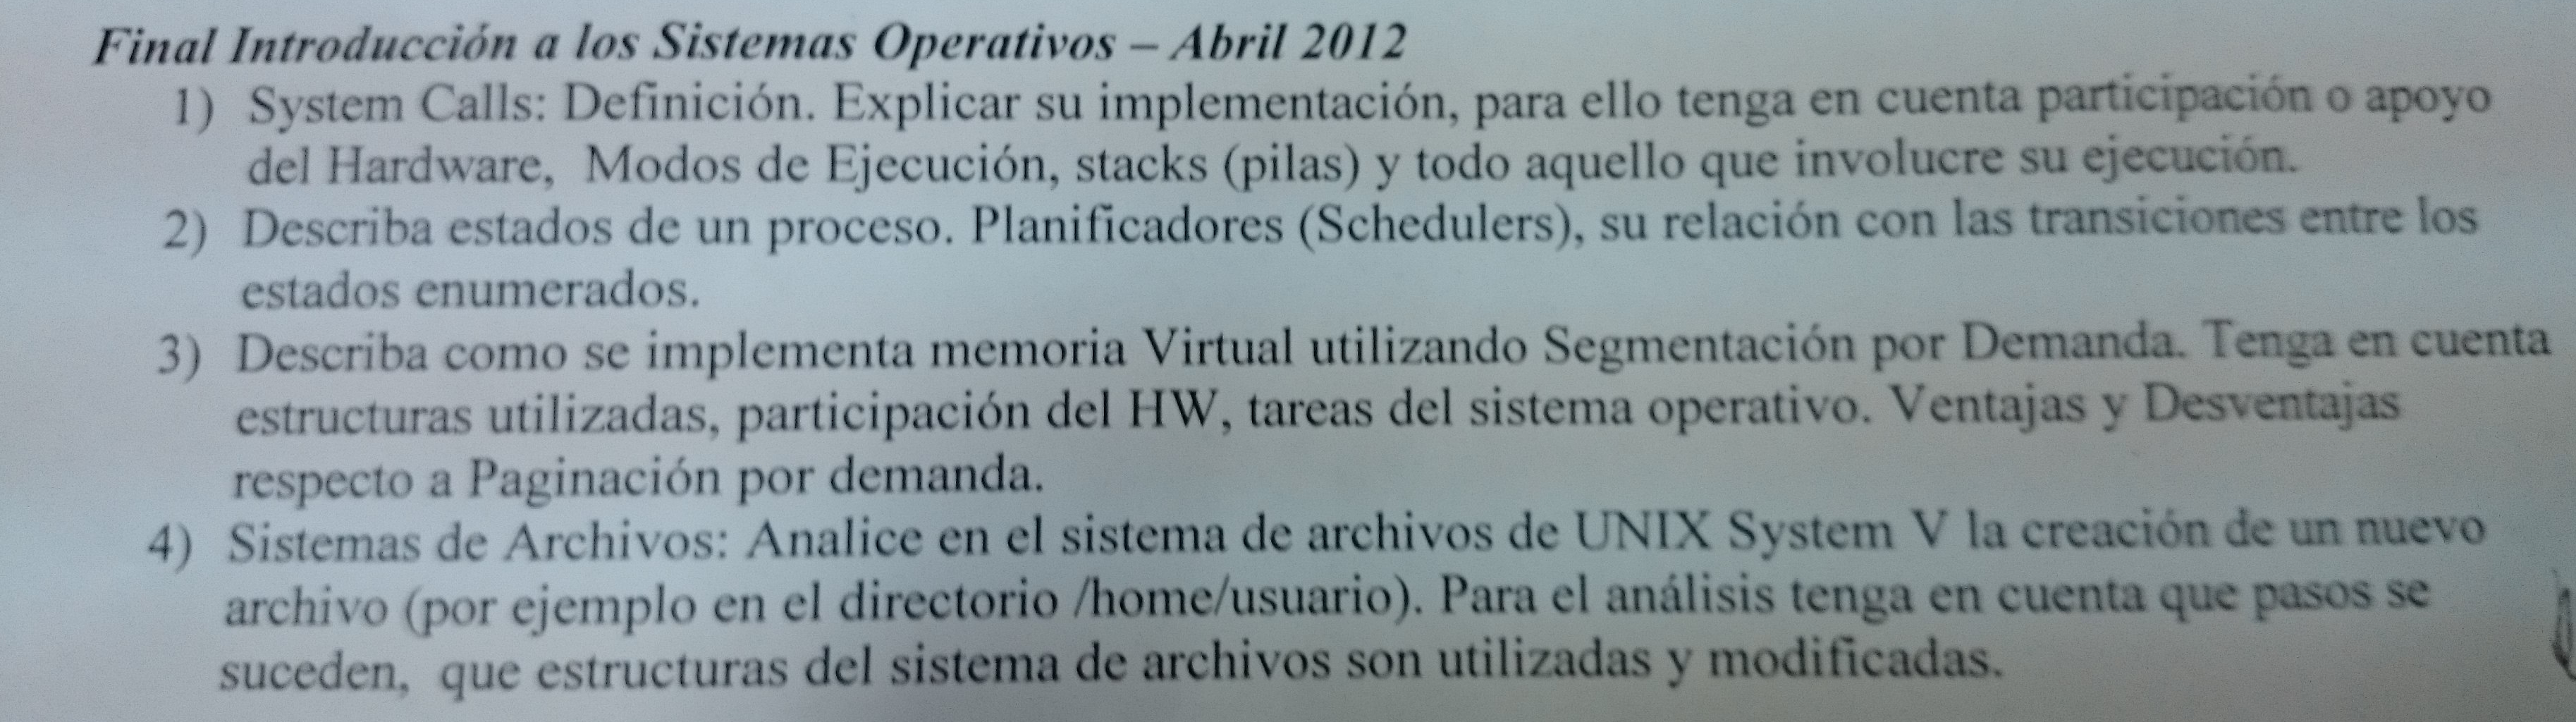 Final Introducción a los Sistemas Operativos – Abril 2012
1) System Calls: Definición. Explicar su implementación, para ello tenga en cuenta participación o apoyo
del Hardware, Modos de Ejecución, stacks (pilas) y todo aquello que involucre su ejecución.
2) Describa estados de un proceso. Planificadores (Schedulers), su relación con las transiciones entre los
estados enumerados.
3) Describa como se implementa memoria Virtual utilizando Segmentación por Demanda. Tenga en cuenta
estructuras utilizadas, participación del HW, tareas del sistema operativo. Ventajas y Desventajas
respecto a Paginación por demanda.
4) Sistemas de Archivos: Analice en el sistema de archivos de UNIX System V la creación de un nuevo
archivo (por ejemplo en el directorio /home/usuario). Para el análisis tenga en cuenta que pasos se
suceden, que estructuras del sistema de archivos son utilizadas y modificadas.